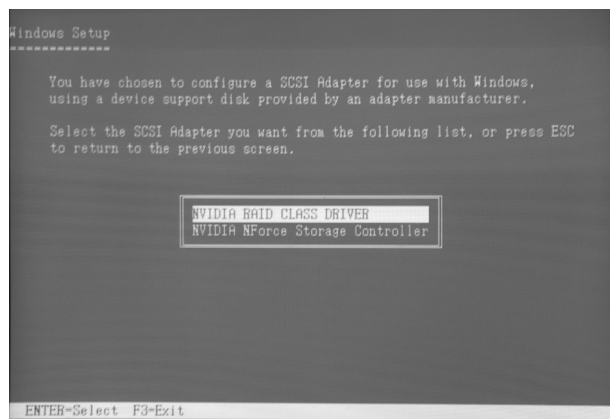 Windows Setup
=============
You have chosen to configure a SCSI Adapter for use with Windows,
using a device support disk provided by an adapter manufacturer.
Select the SCSI Adapter you want from the following list, or press ESC
to return to the previous screen.
NVIDIA RAID CLASS DRIVER
NVIDIA NForce Storage Controller
ENTER=Select F3=Exit